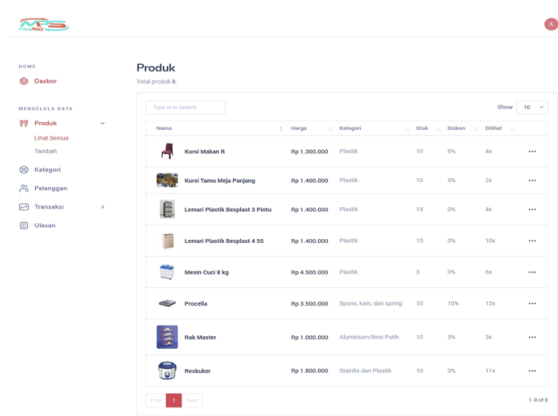 A
HOME
Dasbor
MENGELOLA DATA
Produk
Lihat Semua
Tambah
Kategori
Pelanggan
Transaksi
Ulasan
Produk
Total produk 8.
Type in to Search
Show 10
Nama Harga Kategori Stok Diskon Dilihat
Kursi Makan R Rp 1.300.000 Plastik 10 8% 4x
Kursi Tamu Meja Panjang Rp 1.400.000 Plastik 10 5% 2x
Lemari Plastik Besplast 3 Pintu Rp 1.400.000 Plastik 15 0% 4x
Lemari Plastik Besplast 4 SS Rp 1.400.000 Plastik 15 0% 10x
Mesin Cuci 8 kg Rp 4.500.000 Plastik 3 0% 6x
Procella Rp 3.500.000 Spons, kain, dan spring 10 10% 13x
Rak Master Rp 1.000.000 Aluminium/Besi Putih 10 5% 3x
Reskuker Rp 1.800.000 Stainlis dan Plastik 10 0% 11x
Prev 1 Next
1-8 of 8